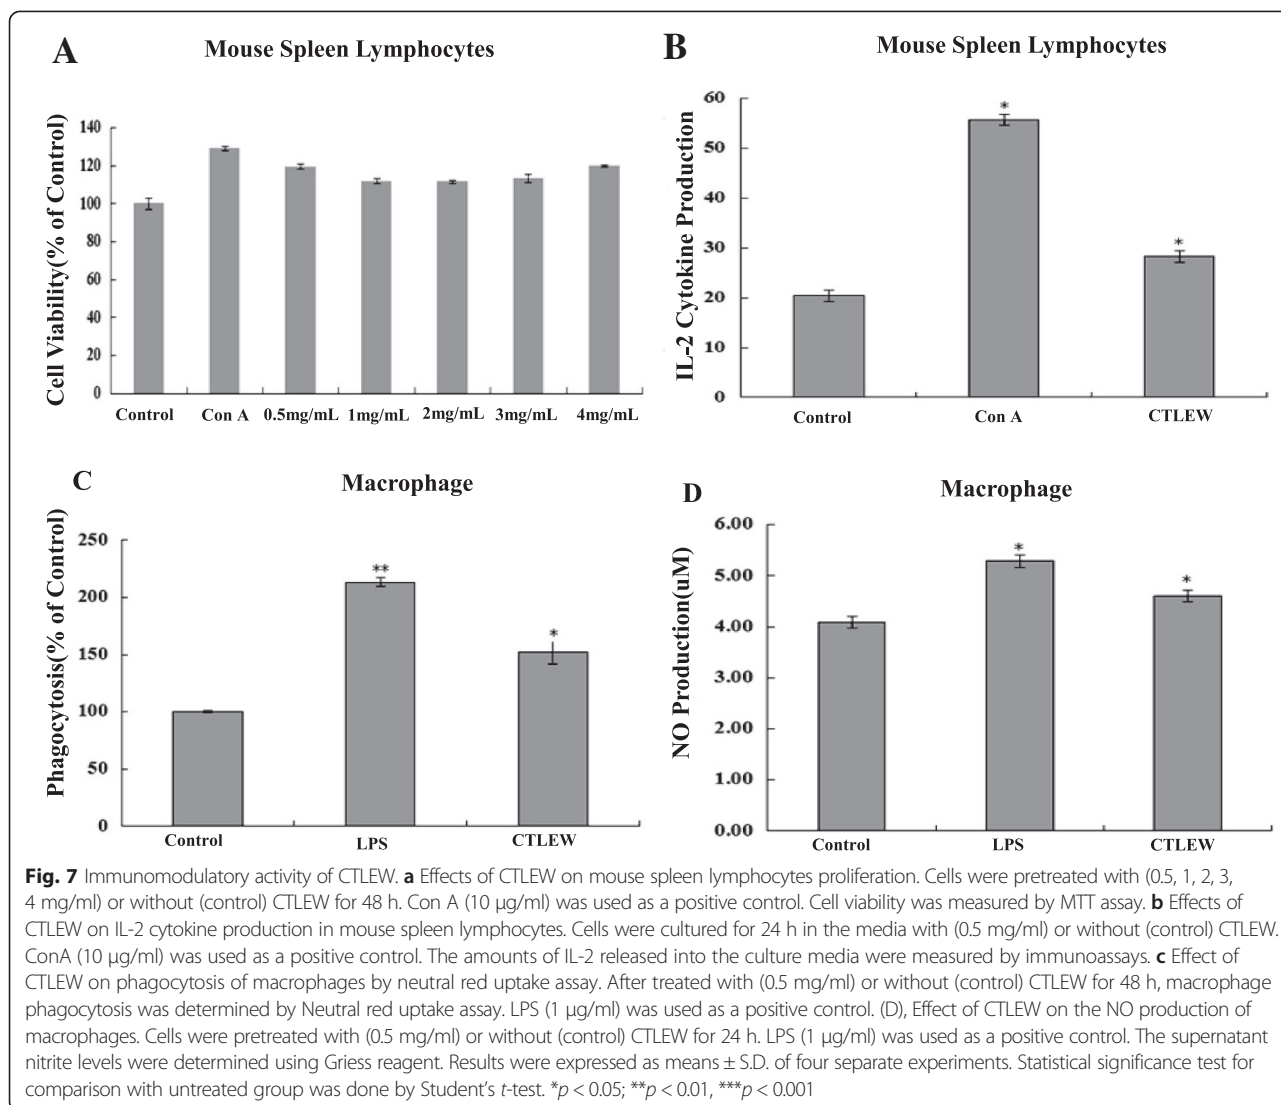 A
Mouse Spleen Lymphocytes
Cell Viability(% of Control)
140
120
100
80
60
40
20
0
Control Con A 0.5mg/mL 1mg/mL 2mg/mL 3mg/mL 4mg/mL
B
Mouse Spleen Lymphocytes
IL-2 Cytokine Production
60
50
40
30
20
10
0
*
*
Control Con A CTLEW
C
Macrophage
Phagocytosis(% of Control)
250
200
150
100
50
0
**
*
Control LPS CTLEW
D
Macrophage
NO Production(uM)
6.00
5.00
4.00
3.00
2.00
1.00
0.00
*
*
Control LPS CTLEW
Fig. 7 Immunomodulatory activity of CTLEW. a Effects of CTLEW on mouse spleen lymphocytes proliferation. Cells were pretreated with (0.5, 1, 2, 3,
4 mg/ml) or without (control) CTLEW for 48 h. Con A (10 μg/ml) was used as a positive control. Cell viability was measured by MTT assay. b Effects of
CTLEW on IL-2 cytokine production in mouse spleen lymphocytes. Cells were cultured for 24 h in the media with (0.5 mg/ml) or without (control) CTLEW.
ConA (10 μg/ml) was used as a positive control. The amounts of IL-2 released into the culture media were measured by immunoassays. c Effect of
CTLEW on phagocytosis of macrophages by neutral red uptake assay. After treated with (0.5 mg/ml) or without (control) CTLEW for 48 h, macrophage
phagocytosis was determined by Neutral red uptake assay. LPS (1 μg/ml) was used as a positive control. (D), Effect of CTLEW on the NO production of
macrophages. Cells were pretreated with (0.5 mg/ml) or without (control) CTLEW for 24 h. LPS (1 μg/ml) was used as a positive control. The supernatant
nitrite levels were determined using Griess reagent. Results were expressed as means ± S.D. of four separate experiments. Statistical significance test for
comparison with untreated group was done by Student's t-test. *p < 0.05; **p < 0.01, ***p < 0.001